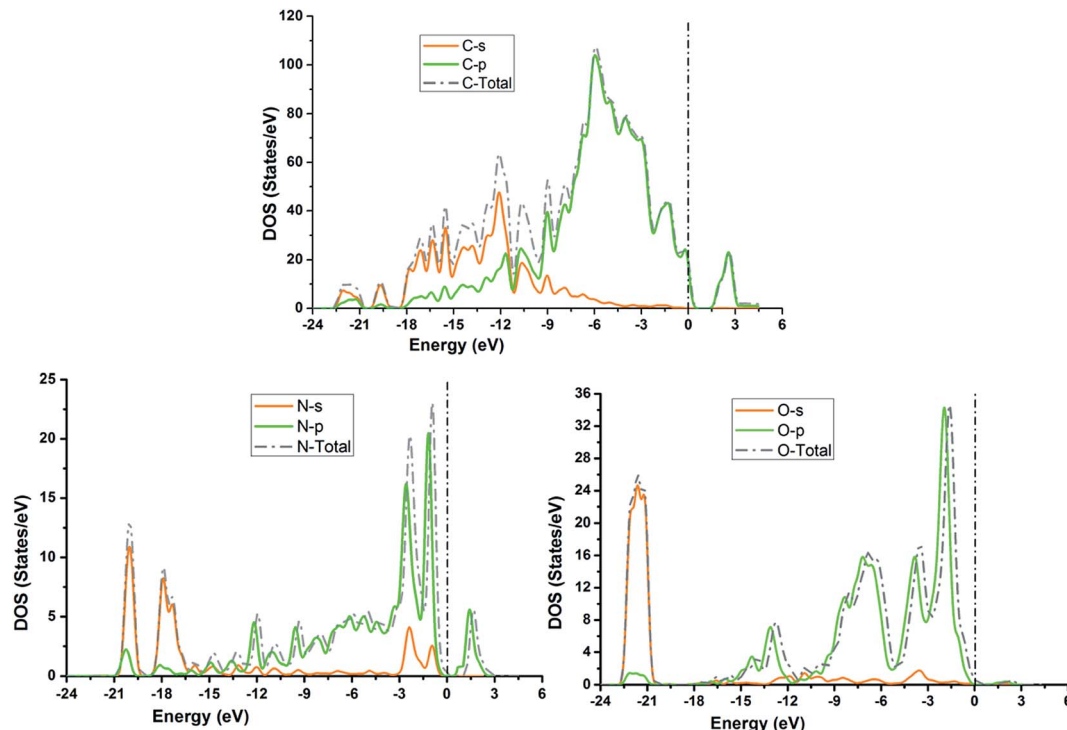 120
100
80
60
40
20
0
DOS (States/eV)
C-s
C-p
C-Total
-24 -21 -18 -15 -12 -9 -6 -3 0 3 6
Energy (eV)
25
20
15
10
5
0
DOS (States/eV)
N-s
N-p
N-Total
-24 -21 -18 -15 -12 -9 -6 -3 0 3 6
Energy (eV)
36
32
28
24
20
16
12
8
4
0
DOS (States/eV)
O-s
O-p
O-Total
-24 -21 -18 -15 -12 -9 -6 -3 0 3 6
Energy (eV)